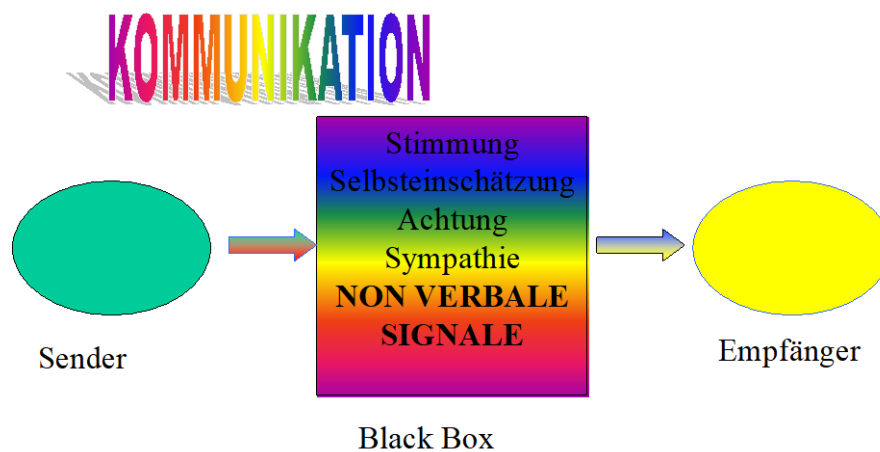 KOMMUNIKATION
Stimmung
Selbsteinschätzung
Achtung
Sympathie
NON VERBALE
SIGNALE
Sender
Empfänger
Black Box